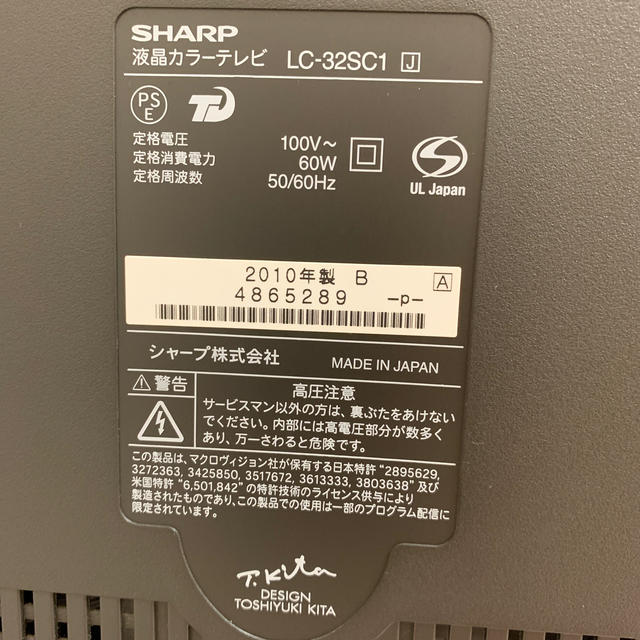 SHARP
液晶カラーテレビ LC-32SC1 J
PS E
定格電圧 100V～
定格消費電力 60W
定格周波数 50/60Hz
UL Japan
2010年製 B A
4865289 -p-
シャープ株式会社 MADE IN JAPAN
警告 高圧注意
サービスマン以外の方は、裏ぶたをあけない
でください。内部には高電圧部分が数多く
あり、万一さわると危険です。
この製品は、マクロヴィジョン社が保有する日本特許 “2895629,
3272363, 3425850, 3517672, 3613333, 3803638” 及び
米国特許 “6,501,842” の特許技術のライセンス供与により
製造されたものであり、この製品での使用は一部のプログラム配信に
限定されています。
T.Kita
DESIGN
TOSHIYUKI KITA